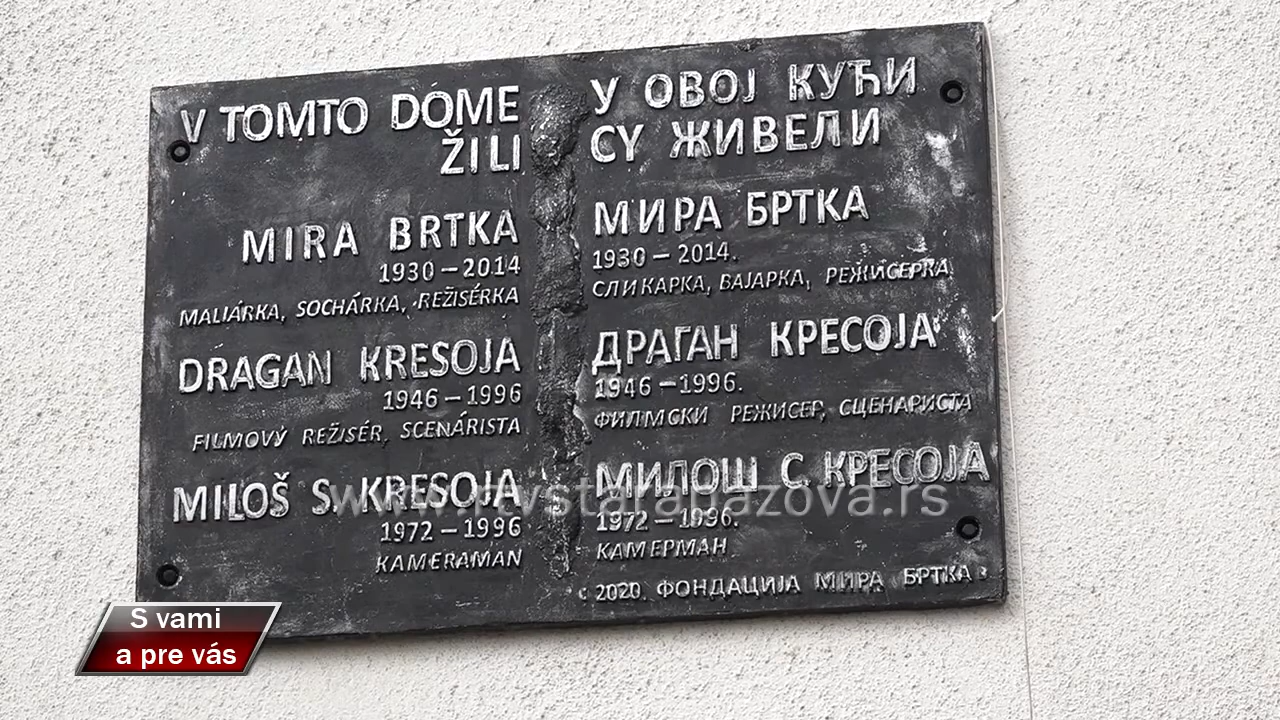 V TOMTO DOME
ŽILI
MIRA BRTKA
1930 – 2014
MALIÁRKA, SOCHÁRKA, REŽISÉRKA
DRAGAN KRESOJA
1946 – 1996
FILMOVÝ REŽISÉR, SCENÁRISTA
MILOŠ S. KRESOJA
1972 – 1996
KAMERAMAN
У ОВОЈ КУЋИ
СУ ЖИВЕЛИ
МИРА БРТКА
1930 – 2014.
СЛИКАРКА, ВАЈАРКА, РЕЖИСЕРКА
ДРАГАН КРЕСОЈА
1946 – 1996.
ФИЛМСКИ РЕЖИСЕР, СЦЕНАРИСТА
МИЛОШ С. КРЕСОЈА
1972 – 1996.
КАМЕРМАН
2020. ФОНДАЦИЈА МИРА БРТКА
www.rtvstarapazova.rs
S vami
a pre vás